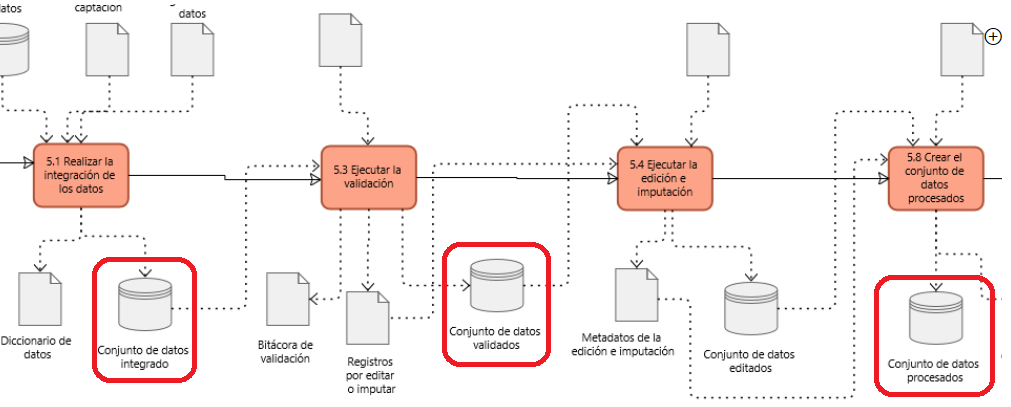 captación
datos
5.1 Realizar la
integración de
los datos
5.3 Ejecutar la
validación
5.4 Ejecutar la
edición e
imputación
5.8 Crear el
conjunto de
datos
procesados
Diccionario de
datos
Conjunto de datos
integrado
Bitácora de
validación
Registros
por editar
o imputar
Conjunto de datos
validados
Metadatos de la
edición e imputación
Conjunto de datos
editados
Conjunto de datos
procesados